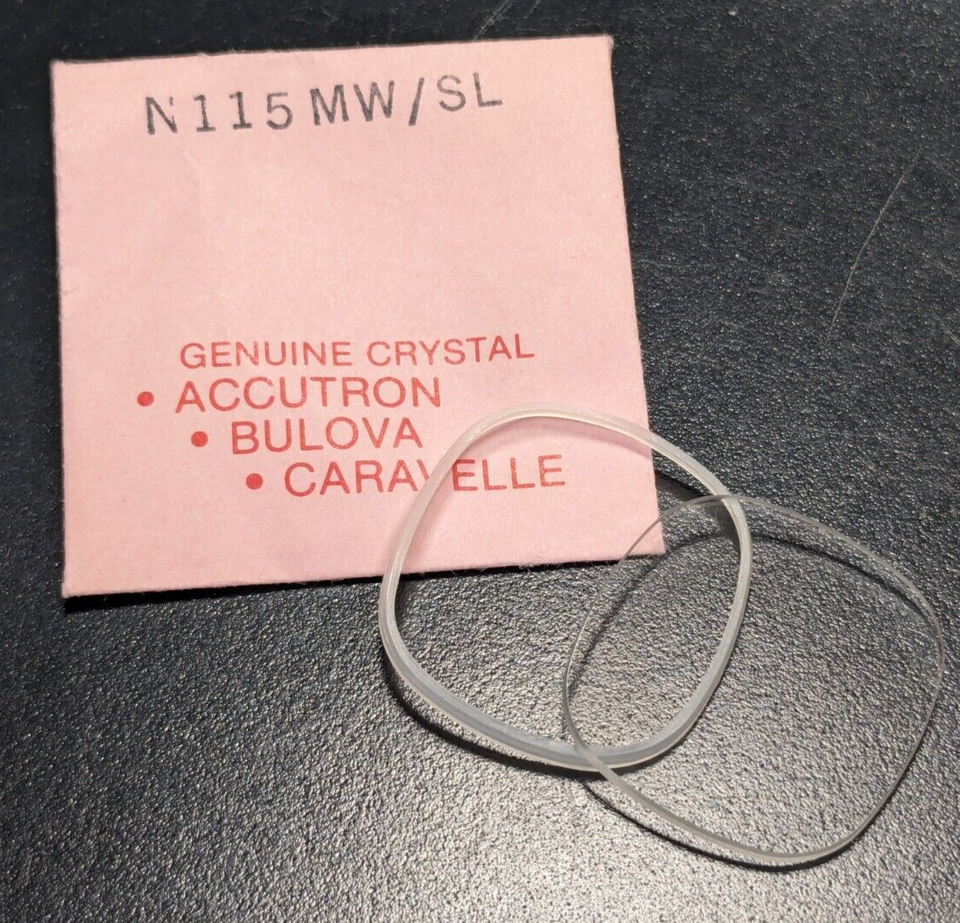 N115MW/SL
GENUINE CRYSTAL
• ACCUTRON
• BULOVA
• CARAVELLE